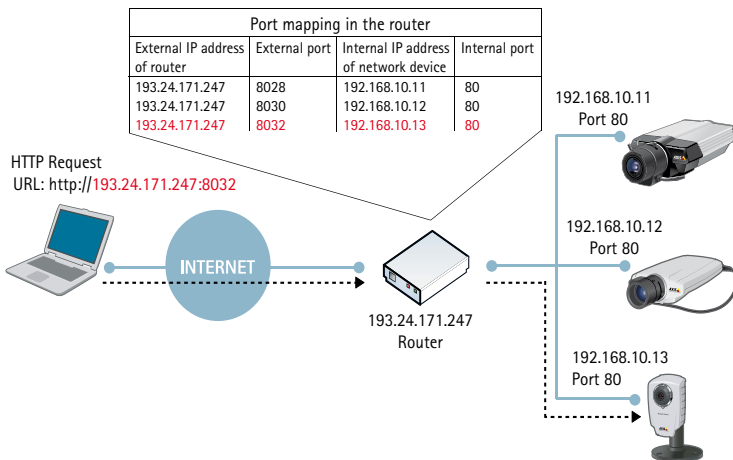 Port mapping in the router
External IP address of router | External port | Internal IP address of network device | Internal port
193.24.171.247 8028 192.168.10.11 80
193.24.171.247 8030 192.168.10.12 80
193.24.171.247 8032 192.168.10.13 80
HTTP Request
URL: http://193.24.171.247:8032
INTERNET
193.24.171.247
Router
192.168.10.11
Port 80
192.168.10.12
Port 80
192.168.10.13
Port 80